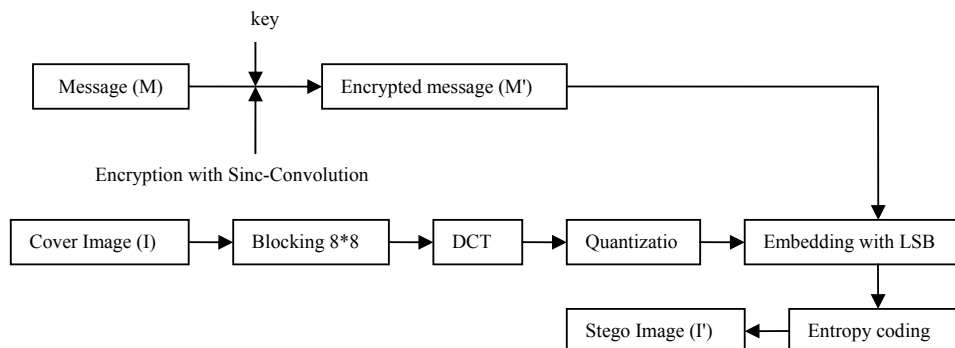 key
Message (M)
Encrypted message (M')
Encryption with Sinc-Convolution
Cover Image (I)
Blocking 8*8
DCT
Quantizatio
Embedding with LSB
Stego Image (I')
Entropy coding